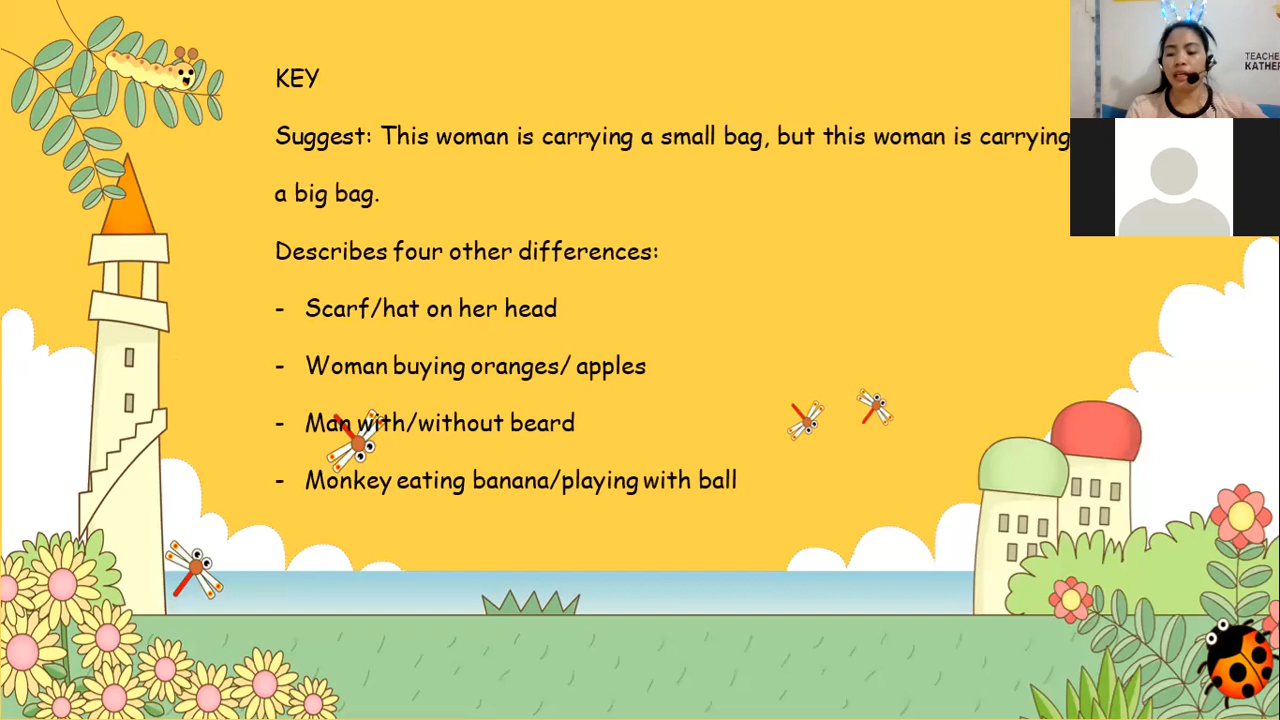 KEY
Suggest: This woman is carrying a small bag, but this woman is carrying
a big bag.
Describes four other differences:
- Scarf/hat on her head
- Woman buying oranges/ apples
- Man with/without beard
- Monkey eating banana/playing with ball